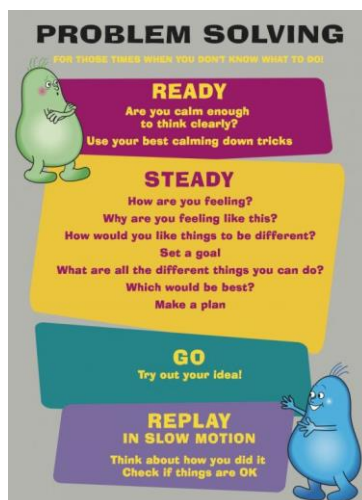 PROBLEM SOLVING
FOR THOSE TIMES WHEN YOU DON'T KNOW WHAT TO DO!
READY
Are you calm enough
to think clearly?
Use your best calming down tricks
STEADY
How are you feeling?
Why are you feeling like this?
How would you like things to be different?
Set a goal
What are all the different things you can do?
Which would be best?
Make a plan
GO
Try out your idea!
REPLAY
IN SLOW MOTION
Think about how you did it
Check if things are OK